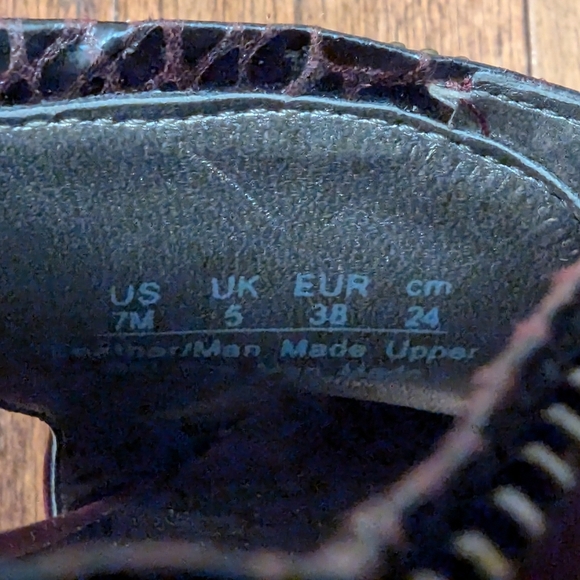 US UK EUR cm
7M 5 38 24
Leather/Man Made Upper